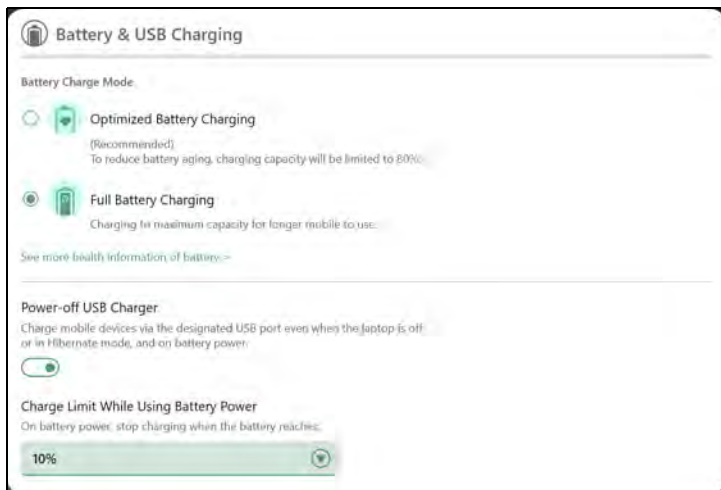 Battery & USB Charging
Battery Charge Mode
Optimized Battery Charging
(Recommended)
To reduce battery aging, charging capacity will be limited to 80%.
Full Battery Charging
Charging to maximum capacity for longer mobile to use.
See more health information of battery. >
Power-off USB Charger
Charge mobile devices via the designated USB port even when the laptop is off
or in Hibernate mode, and on battery power.
Charge Limit While Using Battery Power
On battery power, stop charging when the battery reaches:
10%